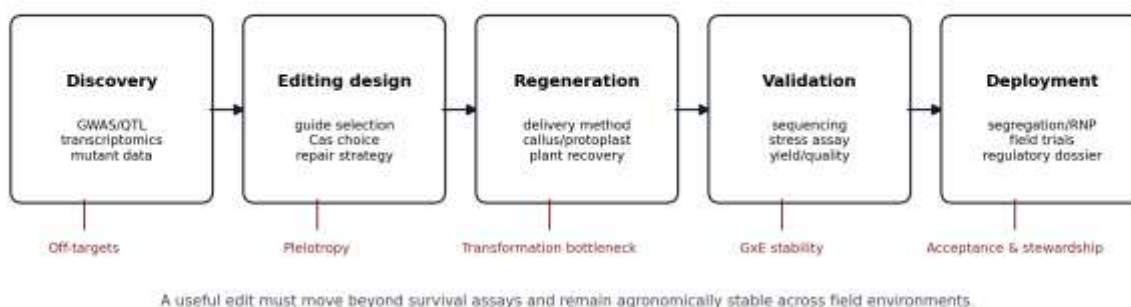 Discovery
GWAS/QTL
transcriptomics
mutant data
Editing design
guide selection
Cas choice
repair strategy
Regeneration
delivery method
callus/protoplast
plant recovery
Validation
sequencing
stress assay
yield/quality
Deployment
segregation/RNP
field trials
regulatory dossier
Off-targets
Pleiotropy
Transformation bottleneck
GxE stability
Acceptance & stewardship
A useful edit must move beyond survival assays and remain agronomically stable across field environments.